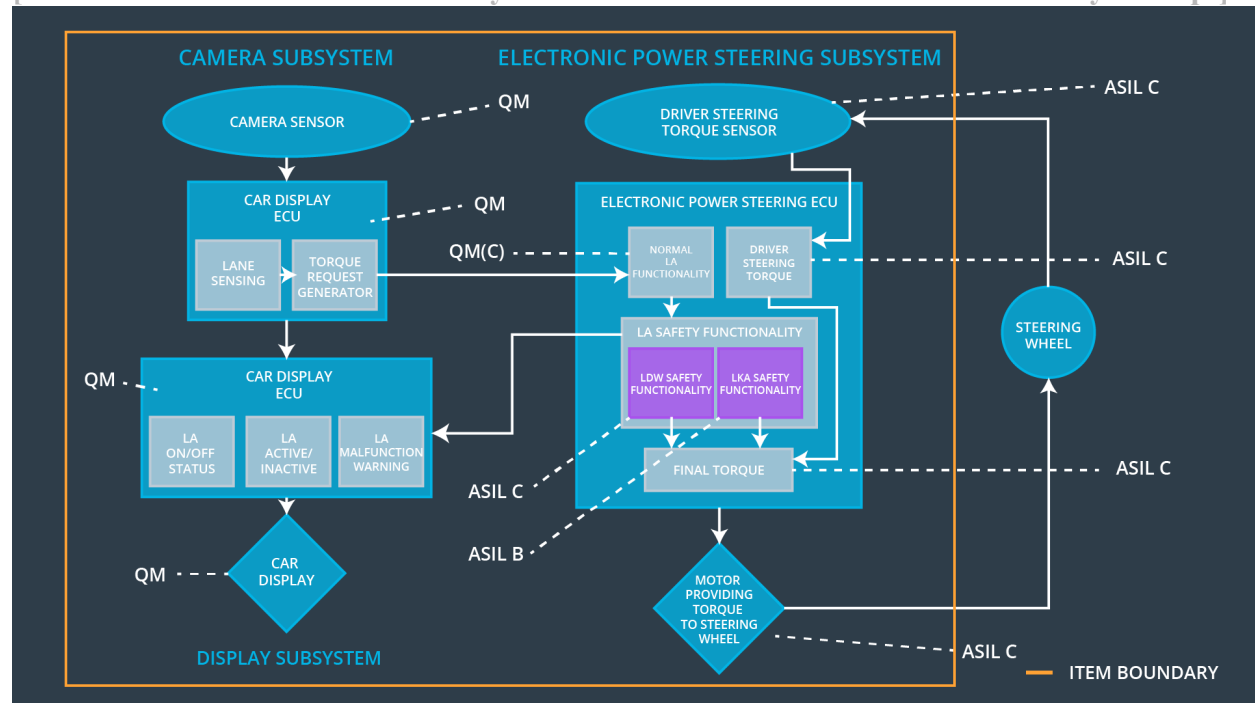 CAMERA SUBSYSTEM
ELECTRONIC POWER STEERING SUBSYSTEM
CAMERA SENSOR
QM
DRIVER STEERING
TORQUE SENSOR
ASIL C
CAR DISPLAY
ECU
QM
LANE
SENSING
TORQUE
REQUEST
GENERATOR
ELECTRONIC POWER STEERING ECU
QM(C)
NORMAL
LA
FUNCTIONALITY
DRIVER
STEERING
TORQUE
ASIL C
LA SAFETY FUNCTIONALITY
LDW SAFETY
FUNCTIONALITY
LKA SAFETY
FUNCTIONALITY
STEERING
WHEEL
QM
CAR DISPLAY
ECU
LA
ON/OFF
STATUS
LA
ACTIVE/
INACTIVE
LA
MALFUNCTION
WARNING
FINAL TORQUE
ASIL C
ASIL C
ASIL B
QM
CAR
DISPLAY
MOTOR
PROVIDING
TORQUE
TO STEERING
WHEEL
ASIL C
DISPLAY SUBSYSTEM
ITEM BOUNDARY